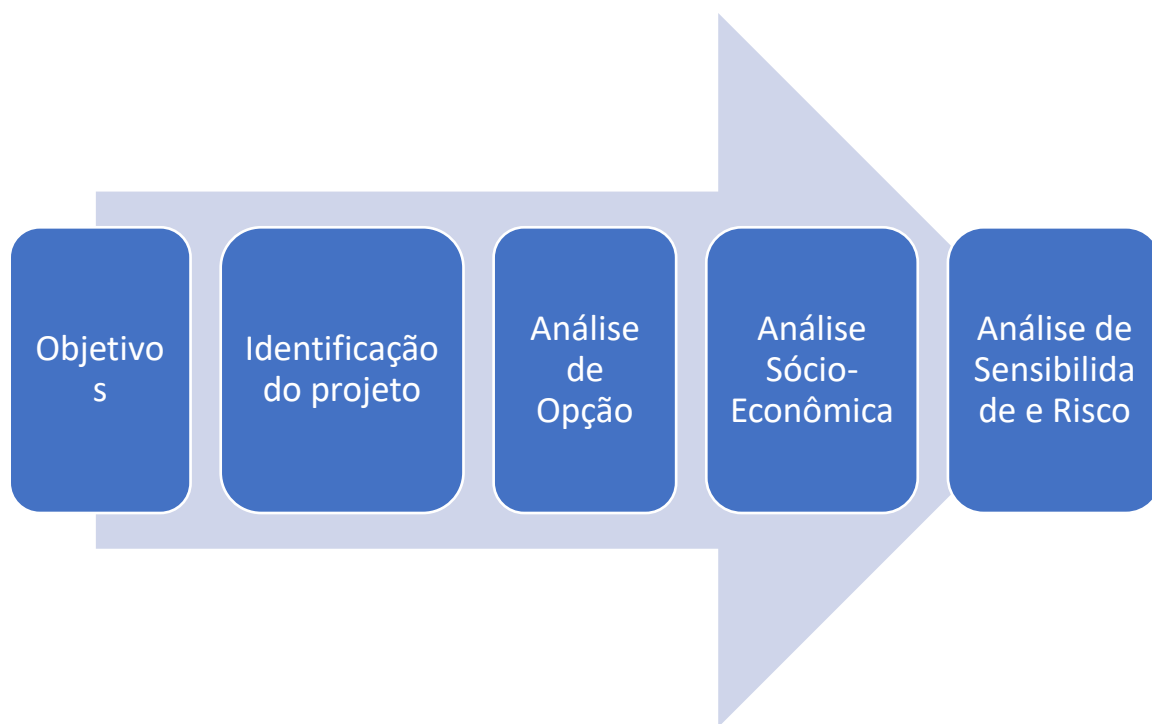 Objetivo
s
Identificação
do projeto
Análise
de
Opção
Análise
Sócio-
Econômica
Análise de
Sensibilida
de e Risco